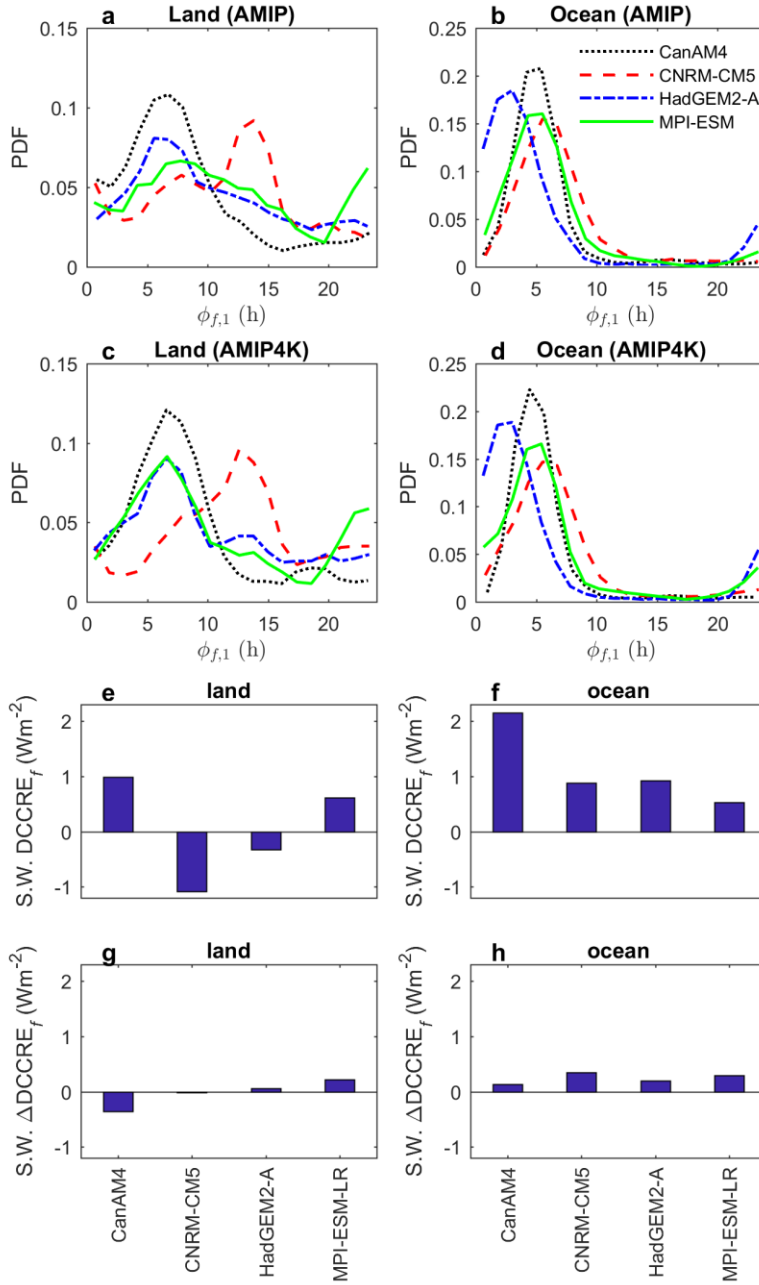 a Land (AMIP)
0.15
0.1
0.05
0
PDF
0 5 10 15 20
ϕf,1 (h)
b Ocean (AMIP)
0.25
0.2
0.15
0.1
0.05
0
PDF
CanAM4
CNRM-CM5
HadGEM2-A
MPI-ESM
0 5 10 15 20
ϕf,1 (h)
c Land (AMIP4K)
0.15
0.1
0.05
0
PDF
0 5 10 15 20
ϕf,1 (h)
d Ocean (AMIP4K)
0.25
0.2
0.15
0.1
0.05
0
PDF
0 5 10 15 20
ϕf,1 (h)
e land
2
1
0
-1
S.W. DCCREf (Wm-2)
f ocean
2
1
0
-1
S.W. DCCREf (Wm-2)
g land
2
1
0
-1
S.W. ΔDCCREf (Wm-2)
CanAM4
CNRM-CM5
HadGEM2-A
MPI-ESM-LR
h ocean
2
1
0
-1
S.W. ΔDCCREf (Wm-2)
CanAM4
CNRM-CM5
HadGEM2-A
MPI-ESM-LR